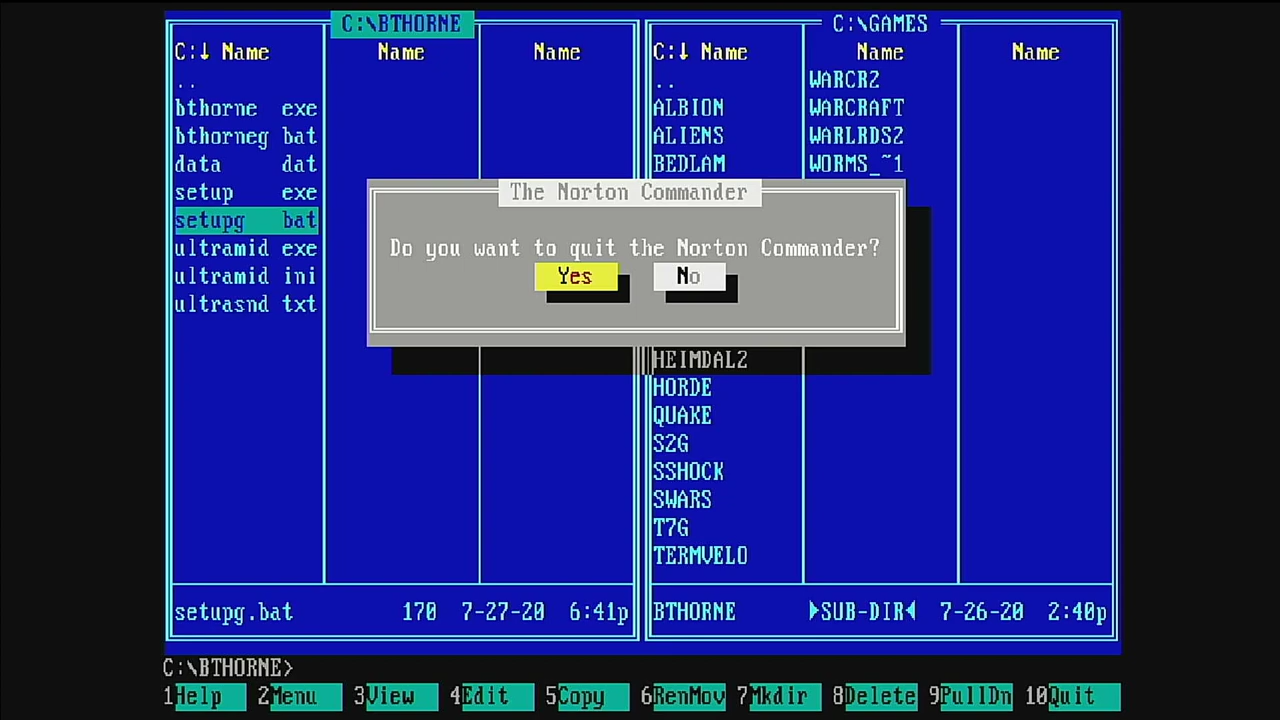 C:\BTHORNE C:\GAMES
C:↓ Name Name Name C:↓ Name Name Name
.. .. WARCR2
bthorne exe ALBION WARCRAFT
bthorneg bat ALIENS WARLRDS2
data dat BEDLAM WORMS_~1
setup exe The Norton Commander
setupg bat
ultramid exe Do you want to quit the Norton Commander?
ultramid ini Yes No
ultrasnd txt
HEIMDAL2
HORDE
QUAKE
S2G
SSHOCK
SWARS
T7G
TERMVELO
setupg.bat 170 7-27-20 6:41p BTHORNE ►SUB-DIR◄ 7-26-20 2:40p
C:\BTHORNE>
1Help 2Menu 3View 4Edit 5Copy 6RenMov 7Mkdir 8Delete 9PullDn 10Quit